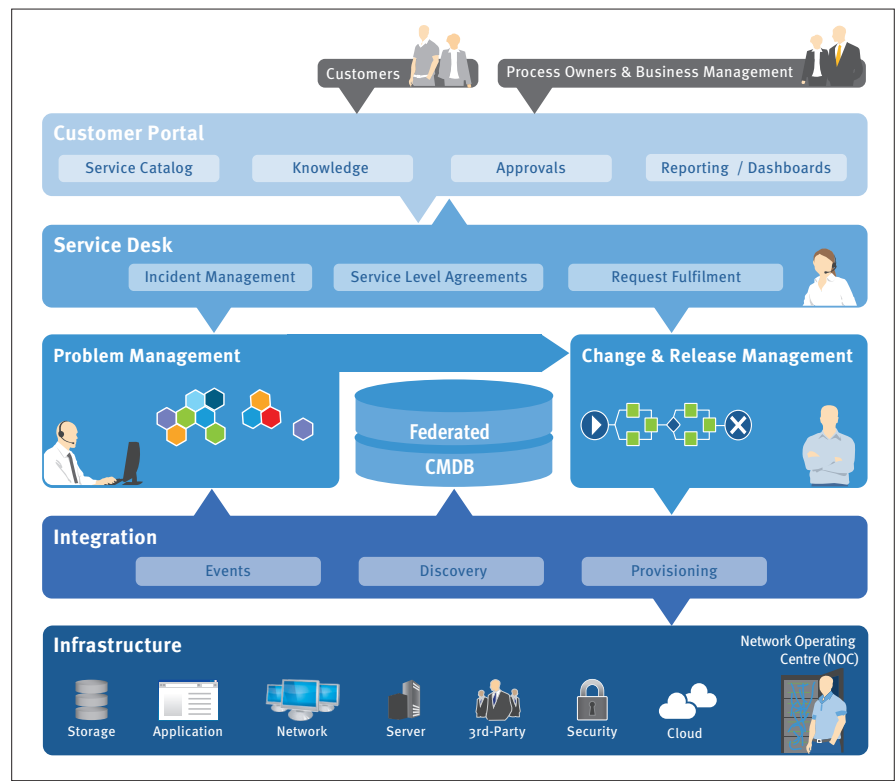 Customers
Process Owners & Business Management
Customer Portal
Service Catalog
Knowledge
Approvals
Reporting / Dashboards
Service Desk
Incident Management
Service Level Agreements
Request Fulfilment
Problem Management
Change & Release Management
Federated
CMDB
Integration
Events
Discovery
Provisioning
Infrastructure
Network Operating
Centre (NOC)
Storage
Application
Network
Server
3rd-Party
Security
Cloud